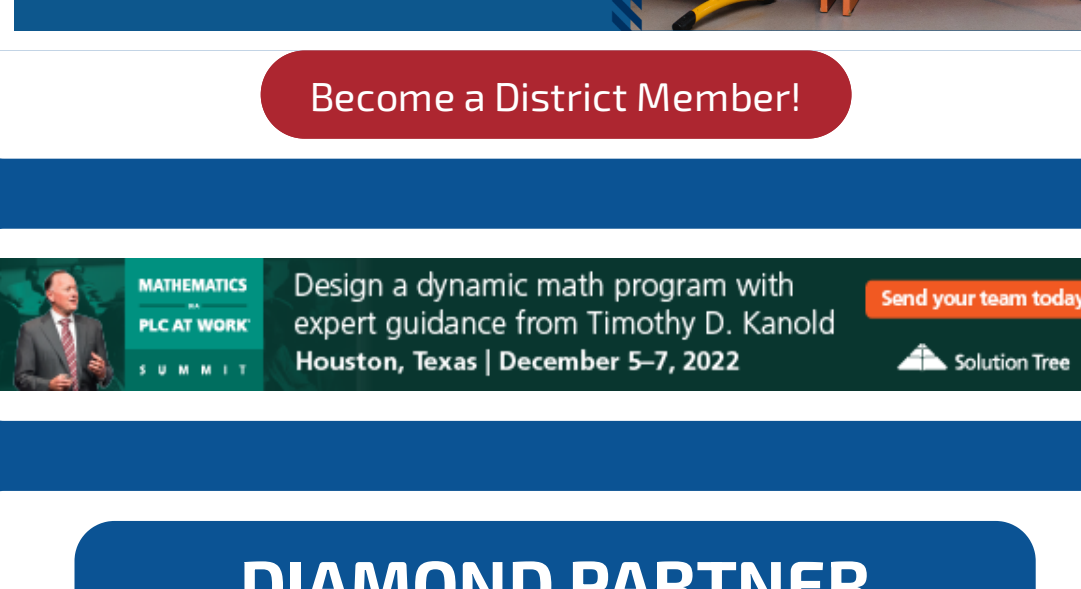 Become a District Member!
MATHEMATICS
PLC AT WORK®
SUMMIT
Design a dynamic math program with
expert guidance from Timothy D. Kanold
Houston, Texas | December 5–7, 2022
Send your team today
Solution Tree
DIAMOND PARTNER